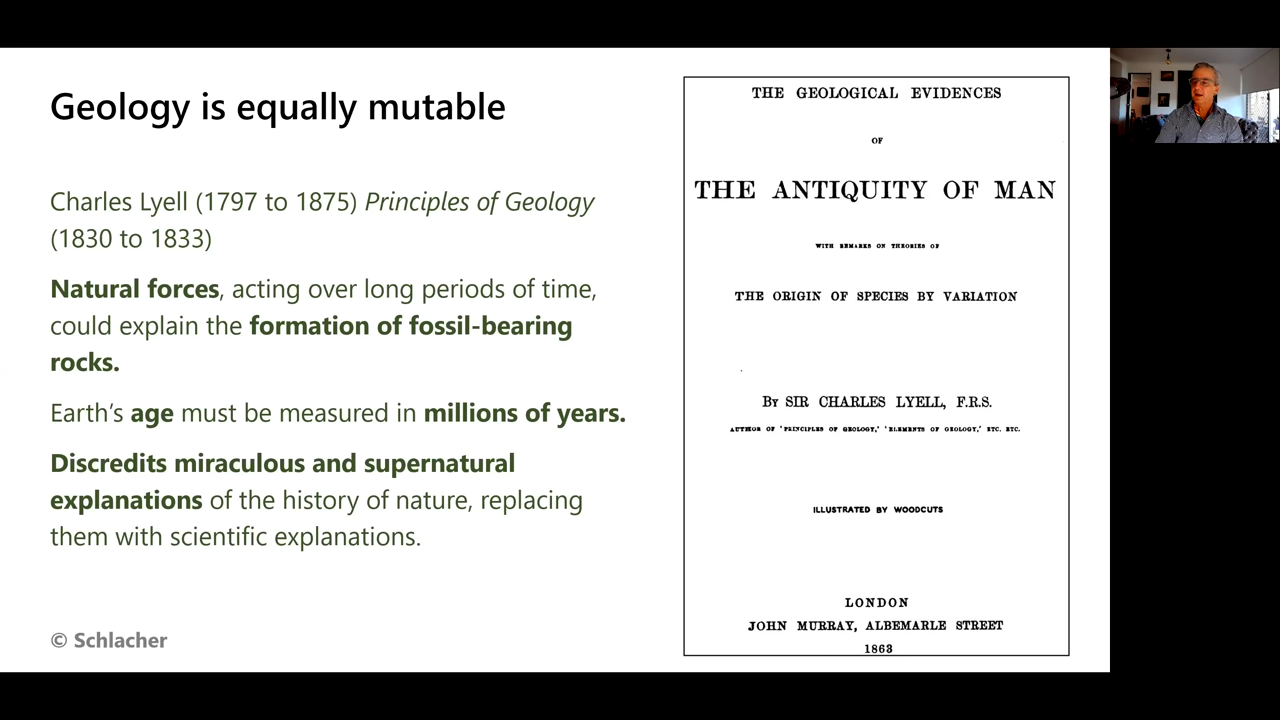 Geology is equally mutable
Charles Lyell (1797 to 1875) Principles of Geology
(1830 to 1833)
Natural forces, acting over long periods of time,
could explain the formation of fossil-bearing
rocks.
Earth’s age must be measured in millions of years.
Discredits miraculous and supernatural
explanations of the history of nature, replacing
them with scientific explanations.
© Schlacher
THE GEOLOGICAL EVIDENCES
OF
THE ANTIQUITY OF MAN
WITH REMARKS ON THEORIES OF
THE ORIGIN OF SPECIES BY VARIATION
By SIR CHARLES LYELL, F.R.S.
AUTHOR OF ‘PRINCIPLES OF GEOLOGY,’ ‘ELEMENTS OF GEOLOGY,’ ETC. ETC.
ILLUSTRATED BY WOODCUTS
LONDON
JOHN MURRAY, ALBEMARLE STREET
1863